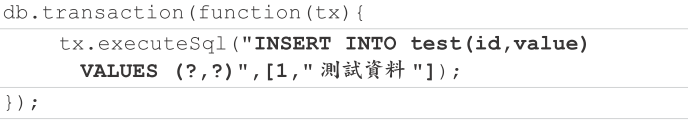 db.transaction(function(tx){
tx.executeSql("INSERT INTO test(id,value)
VALUES (?,?)",[1," 測試資料 "]);
});